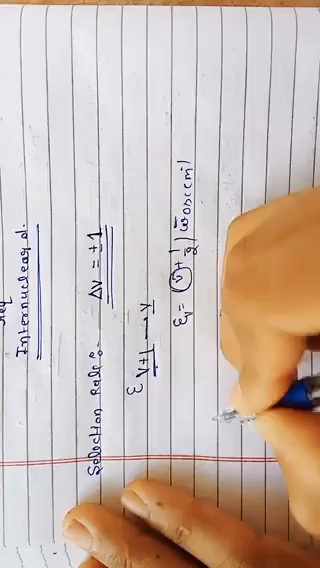 Internuclear d.
Selection Rule :- Δv = ±1
ε v+1 → v
εv = (v + 1/2) ω̄osc cm⁻¹